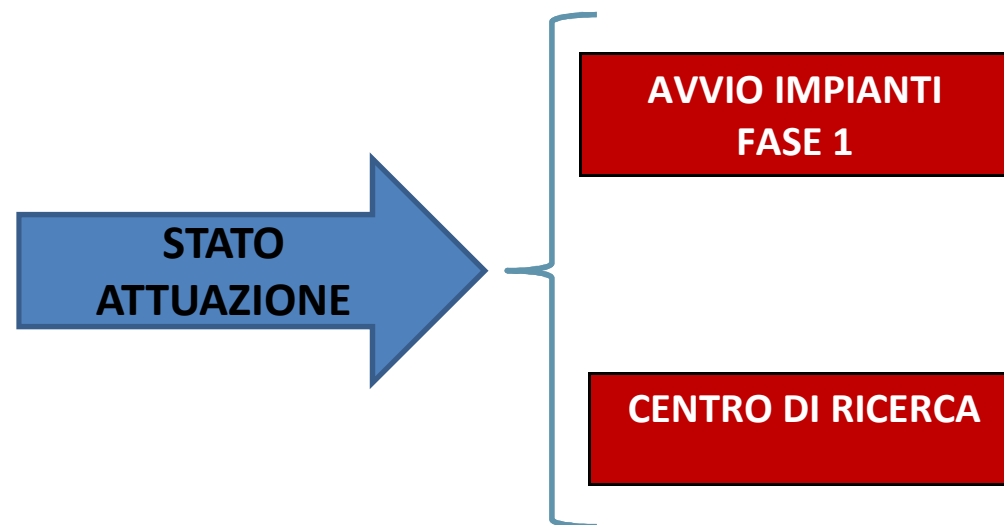 STATO
ATTUAZIONE
AVVIO IMPIANTI
FASE 1
CENTRO DI RICERCA